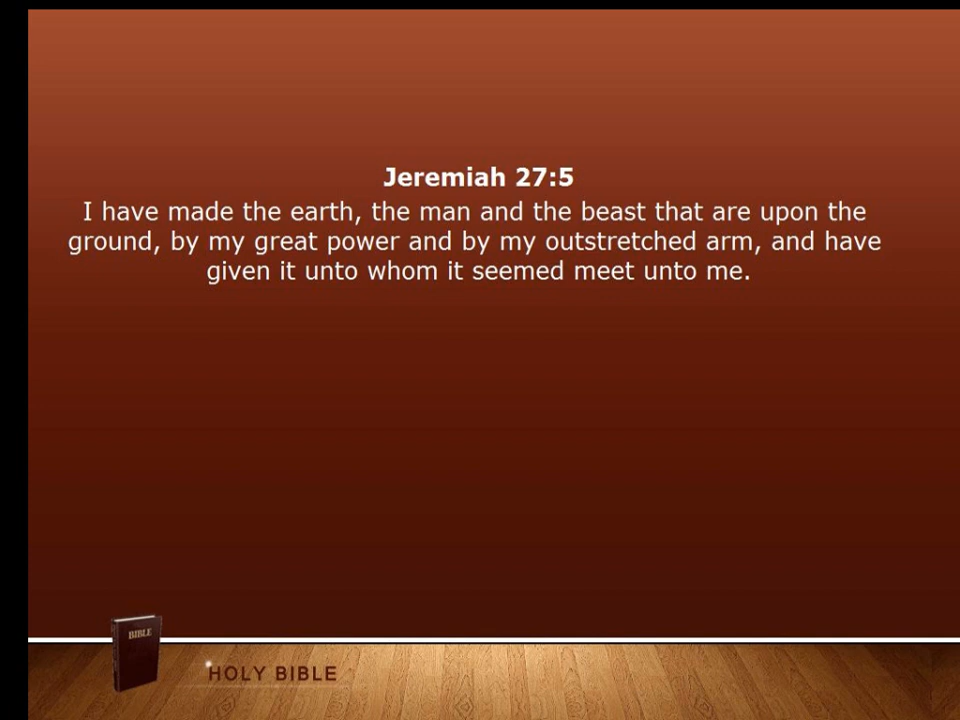 Jeremiah 27:5
I have made the earth, the man and the beast that are upon the
ground, by my great power and by my outstretched arm, and have
given it unto whom it seemed meet unto me.
BIBLE
HOLY BIBLE